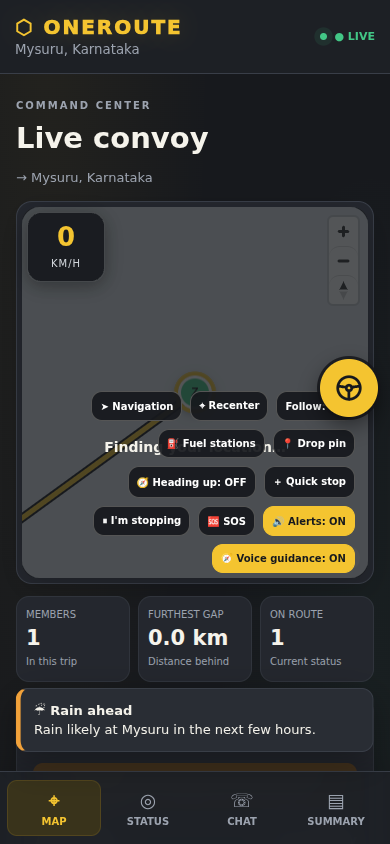 ONEROUTE
Mysuru, Karnataka
● LIVE
COMMAND CENTER
Live convoy
→ Mysuru, Karnataka
0
KM/H
➤ Navigation
⌖ Recenter
Follow:
Finding your location...
⛽ Fuel stations
📍 Drop pin
🧭 Heading up: OFF
+ Quick stop
⏸ I'm stopping
🆘 SOS
🔊 Alerts: ON
🧭 Voice guidance: ON
MEMBERS
1
In this trip
FURTHEST GAP
0.0 km
Distance behind
ON ROUTE
1
Current status
☔ Rain ahead
Rain likely at Mysuru in the next few hours.
MAP
STATUS
CHAT
SUMMARY